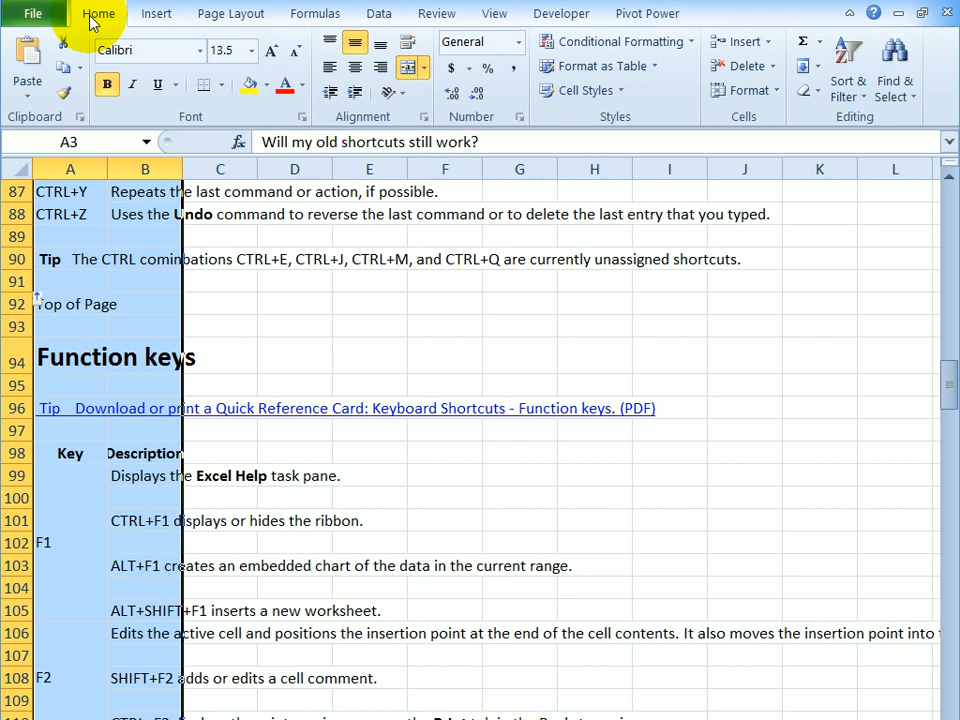 File Home Insert Page Layout Formulas Data Review View Developer Pivot Power
Calibri 13.5 General Conditional Formatting Insert Σ
Paste B I U $ % , Format as Table Delete Sort & Filter Find & Select
Cell Styles Format
Clipboard Font Alignment Number Styles Cells Editing
A3 fx Will my old shortcuts still work?
A B C D E F G H I J K L
87 CTRL+Y Repeats the last command or action, if possible.
88 CTRL+Z Uses the Undo command to reverse the last command or to delete the last entry that you typed.
89
90 Tip The CTRL cominbations CTRL+E, CTRL+J, CTRL+M, and CTRL+Q are currently unassigned shortcuts.
91
92 Top of Page
93
94 Function keys
95
96 Tip Download or print a Quick Reference Card: Keyboard Shortcuts - Function keys. (PDF)
97
98 Key Description
99 Displays the Excel Help task pane.
100
101 CTRL+F1 displays or hides the ribbon.
102 F1
103 ALT+F1 creates an embedded chart of the data in the current range.
104
105 ALT+SHIFT+F1 inserts a new worksheet.
106 Edits the active cell and positions the insertion point at the end of the cell contents. It also moves the insertion point into
107
108 F2 SHIFT+F2 adds or edits a cell comment.
109